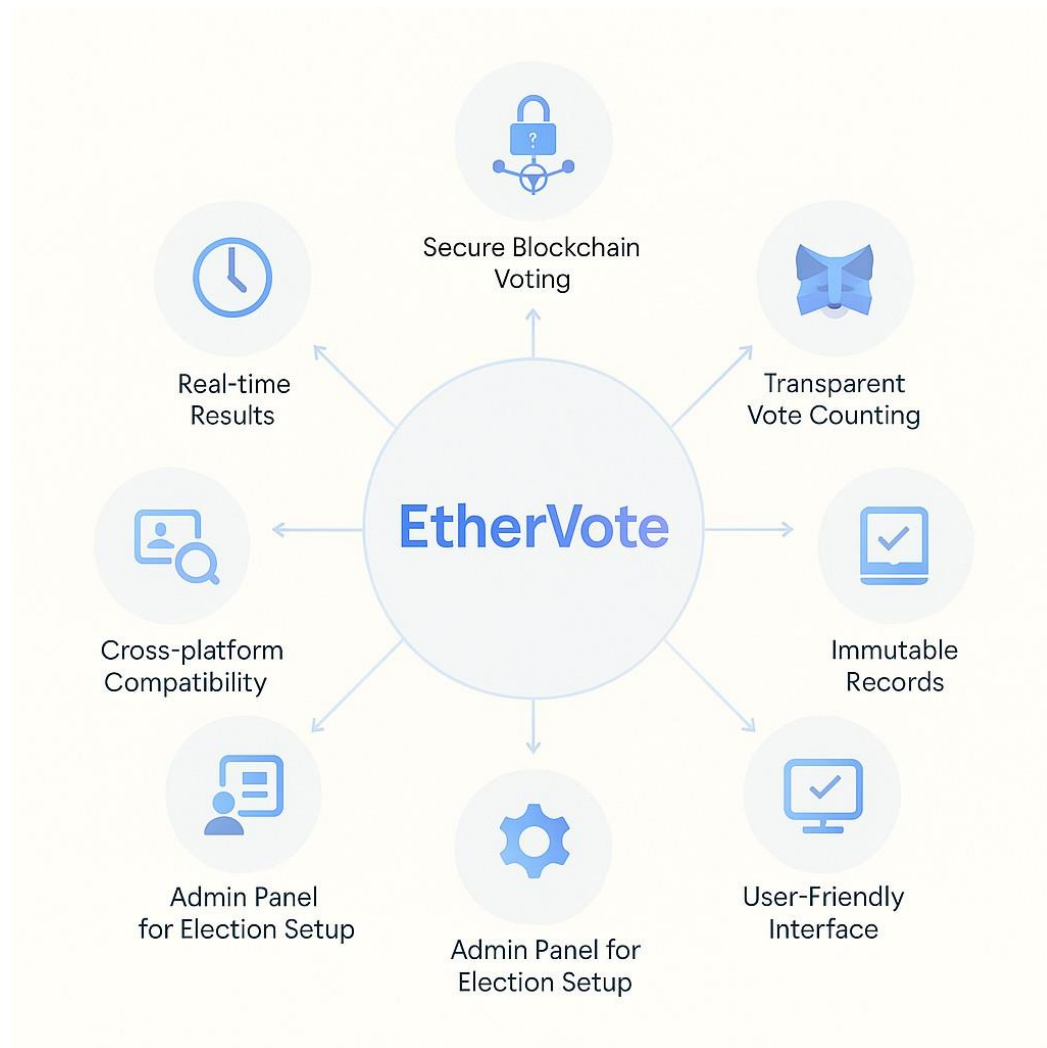 Secure Blockchain
Voting
?
Real-time
Results
Transparent
Vote Counting
EtherVote
Cross-platform
Compatibility
Immutable
Records
Admin Panel
for Election Setup
Admin Panel for
Election Setup
User-Friendly
Interface